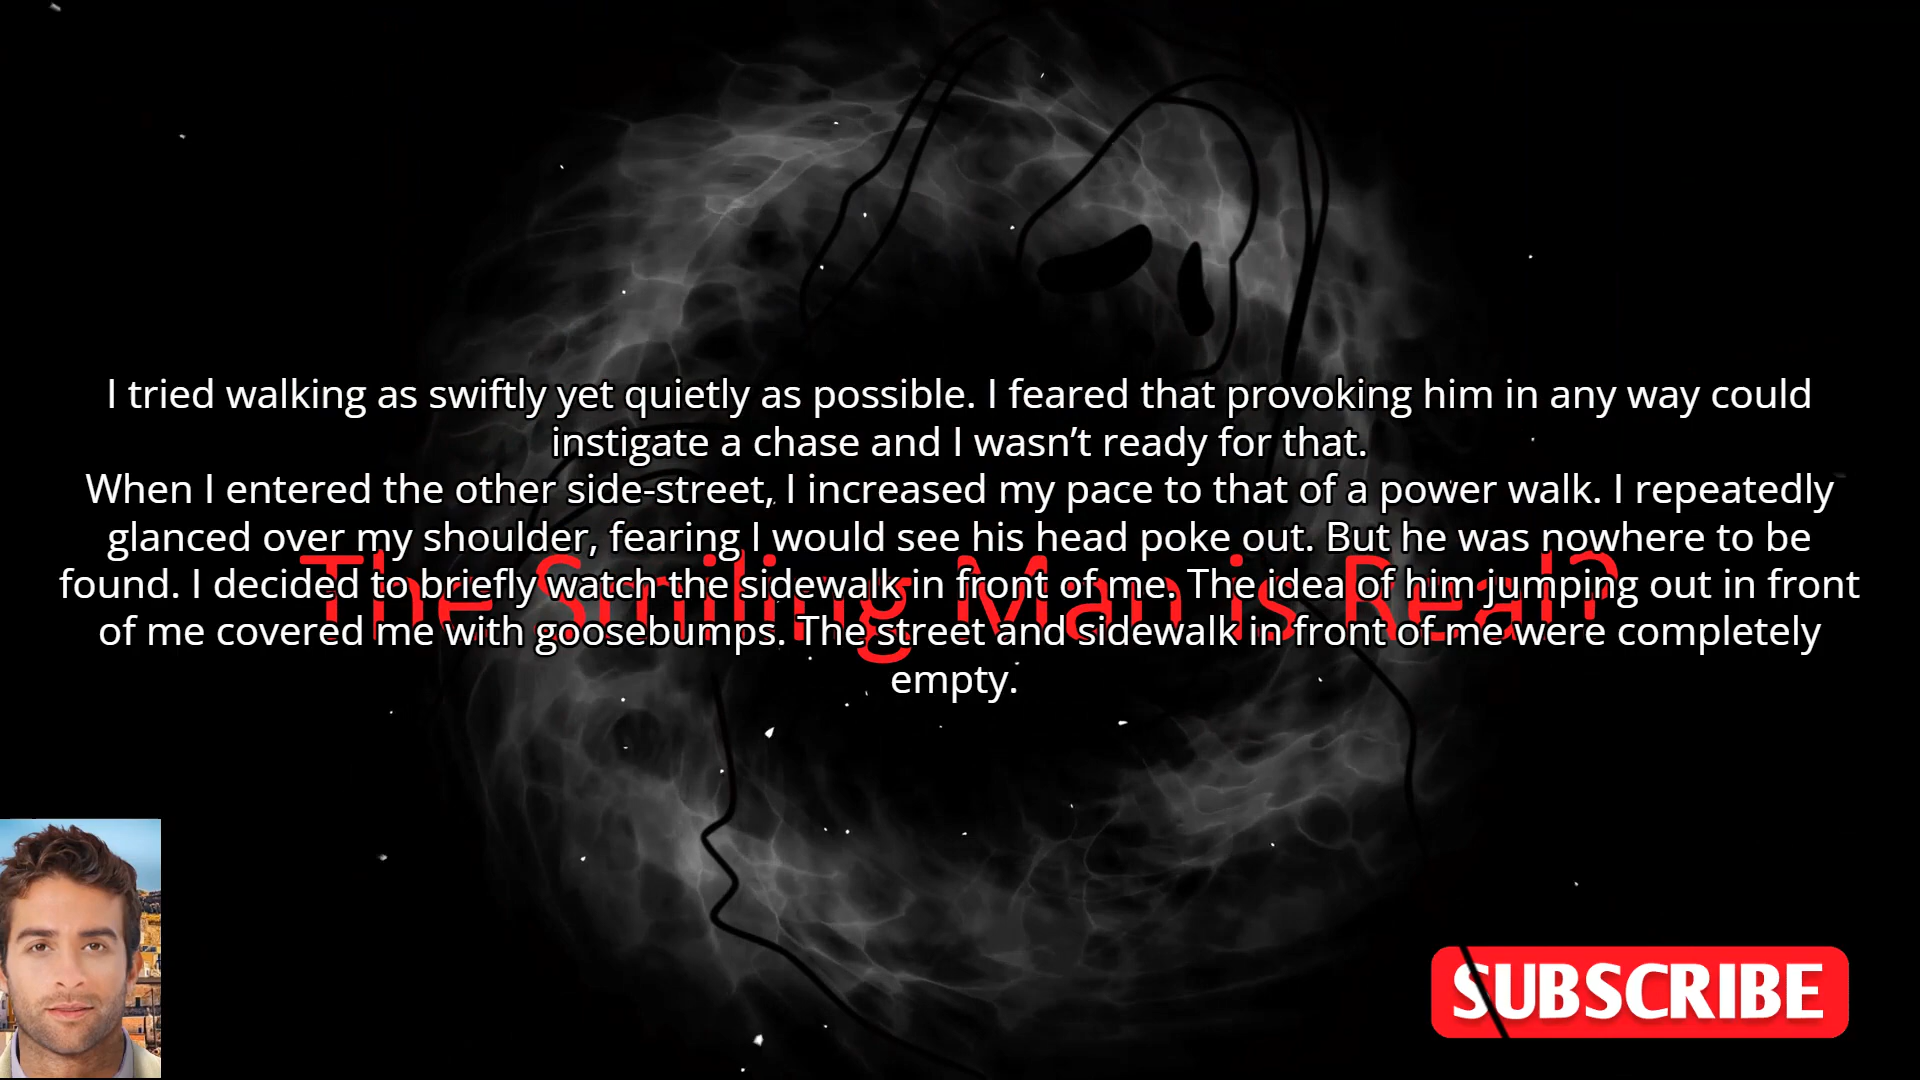 I tried walking as swiftly yet quietly as possible. I feared that provoking him in any way could
instigate a chase and I wasn’t ready for that.
When I entered the other side-street, I increased my pace to that of a power walk. I repeatedly
glanced over my shoulder, fearing I would see his head poke out. But he was nowhere to be
found. I decided to briefly watch the sidewalk in front of me. The idea of him jumping out in front
of me covered me with goosebumps. The street and sidewalk in front of me were completely
empty.
The Smiling Man is Real?
SUBSCRIBE